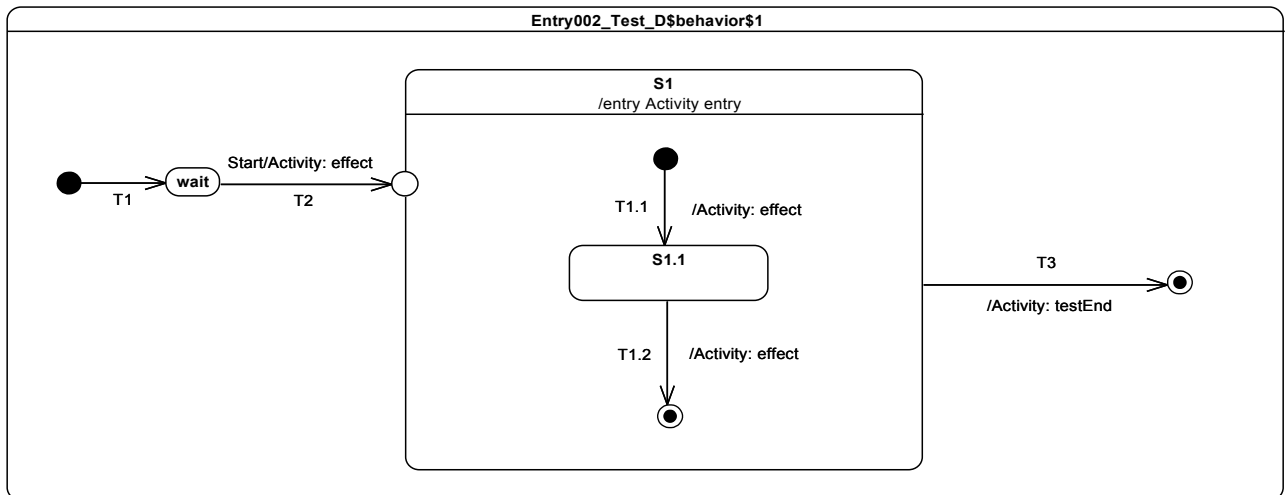 Entry002_Test_D$behavior$1
S1
/entry Activity entry
Start/Activity: effect
wait
T1
T2
T1.1
/Activity: effect
S1.1
T3
/Activity: testEnd
T1.2
/Activity: effect